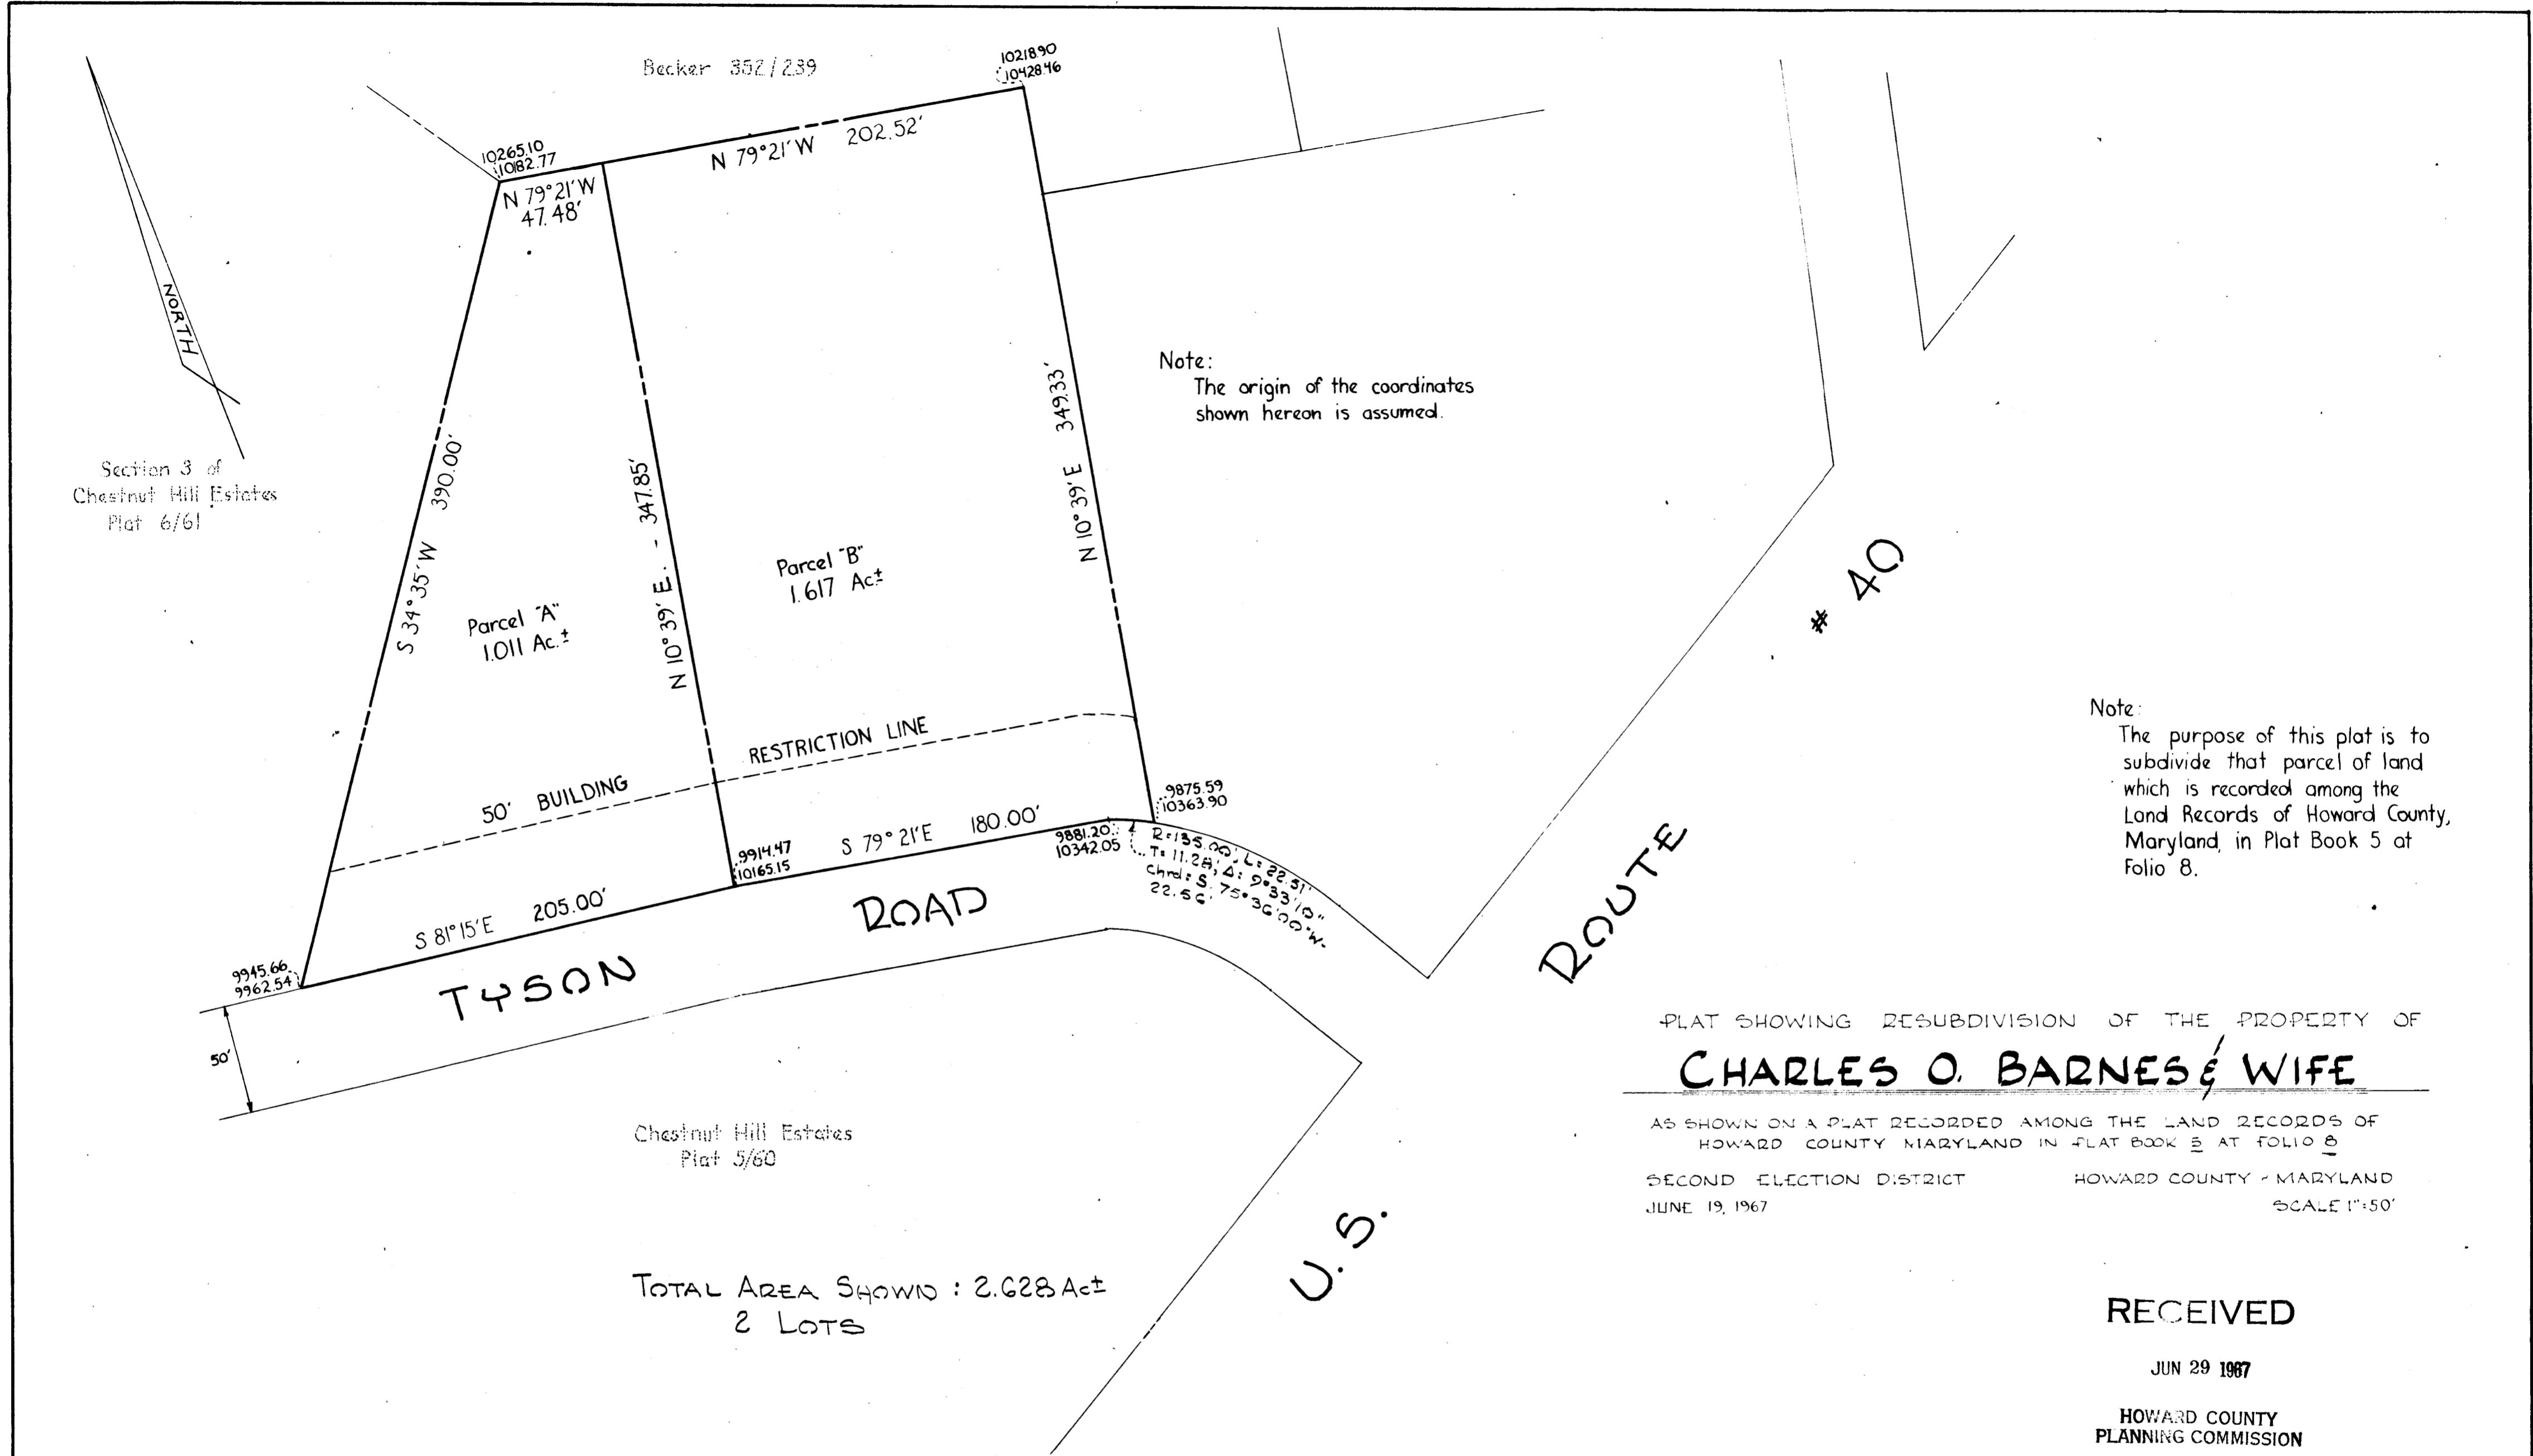 Becker 352/239
10218.90
10428.46
10265.10
10182.77
N 79°21'W 202.52'
N 79°21'W
47.48'
NORTH
Section 3 of
Chestnut Hill Estates
Plat 6/61
S 34°35'W 390.00'
N 10°39'E. - 347.85'
N 10°39'E 349.33'
Note:
The origin of the coordinates
shown hereon is assumed.
Parcel "A"
1.011 Ac.±
Parcel "B"
1.617 Ac±
50' BUILDING RESTRICTION LINE
9875.59
10363.90
9881.20
10342.05
9914.47
10165.15
S 79°21'E 180.00'
R=135.00', L=22.51'
T=11.28', Δ: 9°33'10"
Chrd: S. 75°36'00"W-
22.56'
S 81°15'E 205.00'
9945.66
9962.54
TYSON ROAD
50'
U.S. ROUTE # 40
Note:
The purpose of this plat is to
subdivide that parcel of land
which is recorded among the
Land Records of Howard County,
Maryland, in Plat Book 5 at
Folio 8.
Chestnut Hill Estates
Plat 5/60
TOTAL AREA SHOWN : 2.628 Ac±
2 LOTS
PLAT SHOWING RESUBDIVISION OF THE PROPERTY OF
CHARLES O. BARNES & WIFE
AS SHOWN ON A PLAT RECORDED AMONG THE LAND RECORDS OF
HOWARD COUNTY MARYLAND IN PLAT BOOK 5 AT FOLIO 8
SECOND ELECTION DISTRICT HOWARD COUNTY - MARYLAND
JUNE 19, 1967 SCALE 1":50'
RECEIVED
JUN 29 1967
HOWARD COUNTY
PLANNING COMMISSION